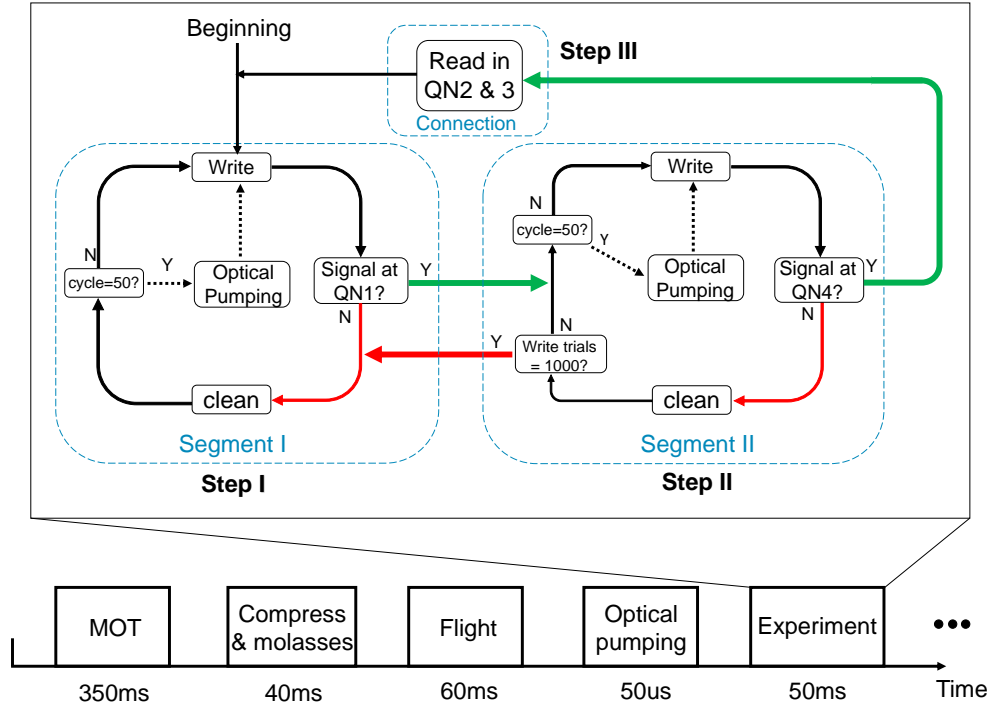 Beginning
Read in
QN2 & 3
Connection
Step III
Write
N
cycle=50?
Y
Optical
Pumping
Signal at
QN1?
Y
N
clean
Segment I
Step I
Write
N
cycle=50?
Y
Optical
Pumping
Signal at
QN4?
Y
N
N
Y
Write trials
= 1000?
clean
Segment II
Step II
MOT
Compress
& molasses
Flight
Optical
pumping
Experiment
•••
350ms
40ms
60ms
50us
50ms
Time